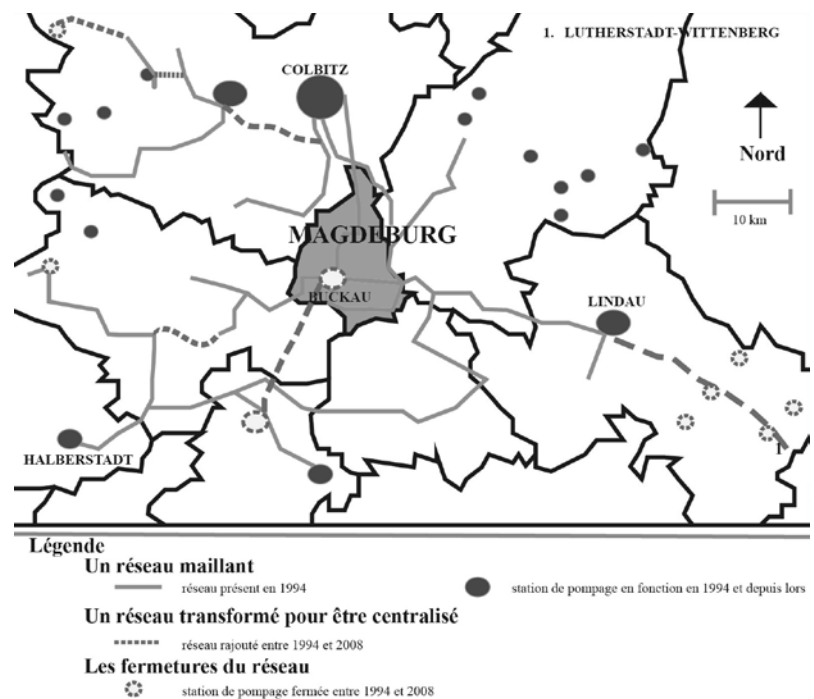 1. LUTHERSTADT-WITTENBERG
COLBITZ
Nord
10 km
MAGDEBURG
BUCKAU
LINDAU
HALBERSTADT
1
Légende
Un réseau maillant
réseau présent en 1994
station de pompage en fonction en 1994 et depuis lors
Un réseau transformé pour être centralisé
réseau rajouté entre 1994 et 2008
Les fermetures du réseau
station de pompage fermée entre 1994 et 2008